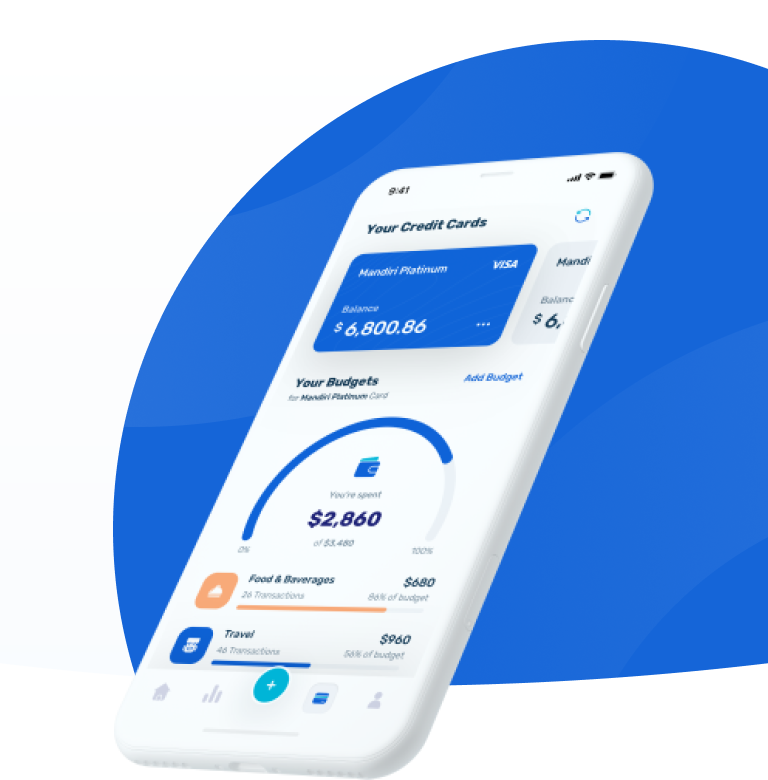 9:41
Your Credit Cards
Mandiri Platinum VISA
Balance
$ 6,800.86
Mandi
Balanc
$ 6,
Your Budgets
for Mandiri Platinum Card
Add Budget
You're spent
$2,860
of $3,480
0% 100%
Food & Baverages $680
26 Transactions 86% of budget
Travel $960
46 Transactions 56% of budget
+